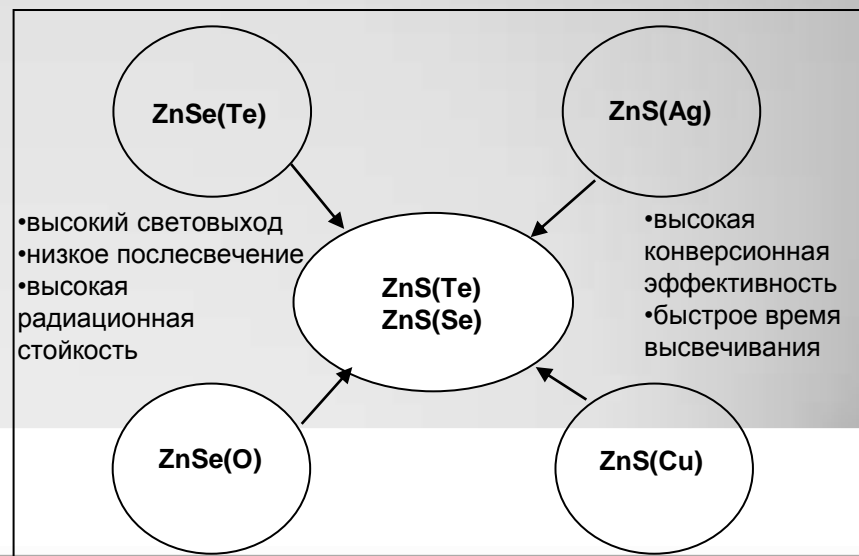 ZnSe(Te)
ZnS(Ag)
•высокий световыход
•низкое послесвечение
•высокая
радиационная
стойкость
ZnS(Te)
ZnS(Se)
•высокая
конверсионная
эффективность
•быстрое время
высвечивания
ZnSe(O)
ZnS(Cu)